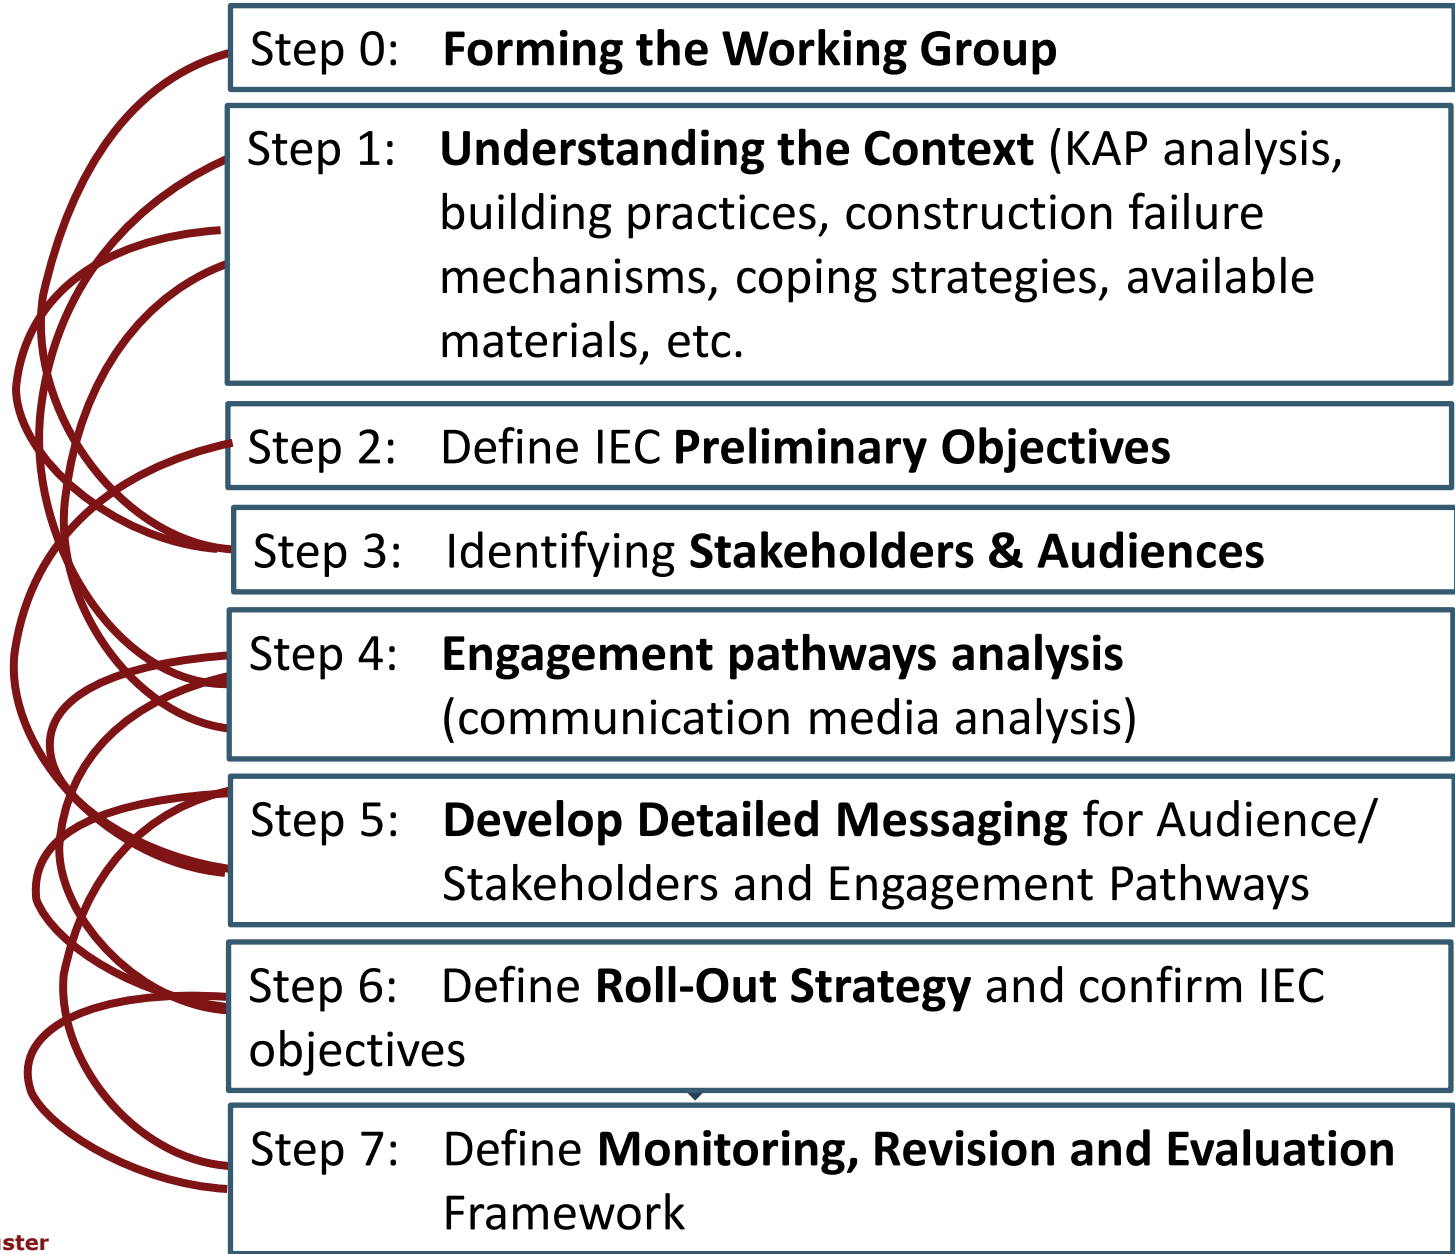 Step 0: Forming the Working Group
Step 1: Understanding the Context (KAP analysis,
building practices, construction failure
mechanisms, coping strategies, available
materials, etc.
Step 2: Define IEC Preliminary Objectives
Step 3: Identifying Stakeholders & Audiences
Step 4: Engagement pathways analysis
(communication media analysis)
Step 5: Develop Detailed Messaging for Audience/
Stakeholders and Engagement Pathways
Step 6: Define Roll-Out Strategy and confirm IEC
objectives
Step 7: Define Monitoring, Revision and Evaluation
Framework